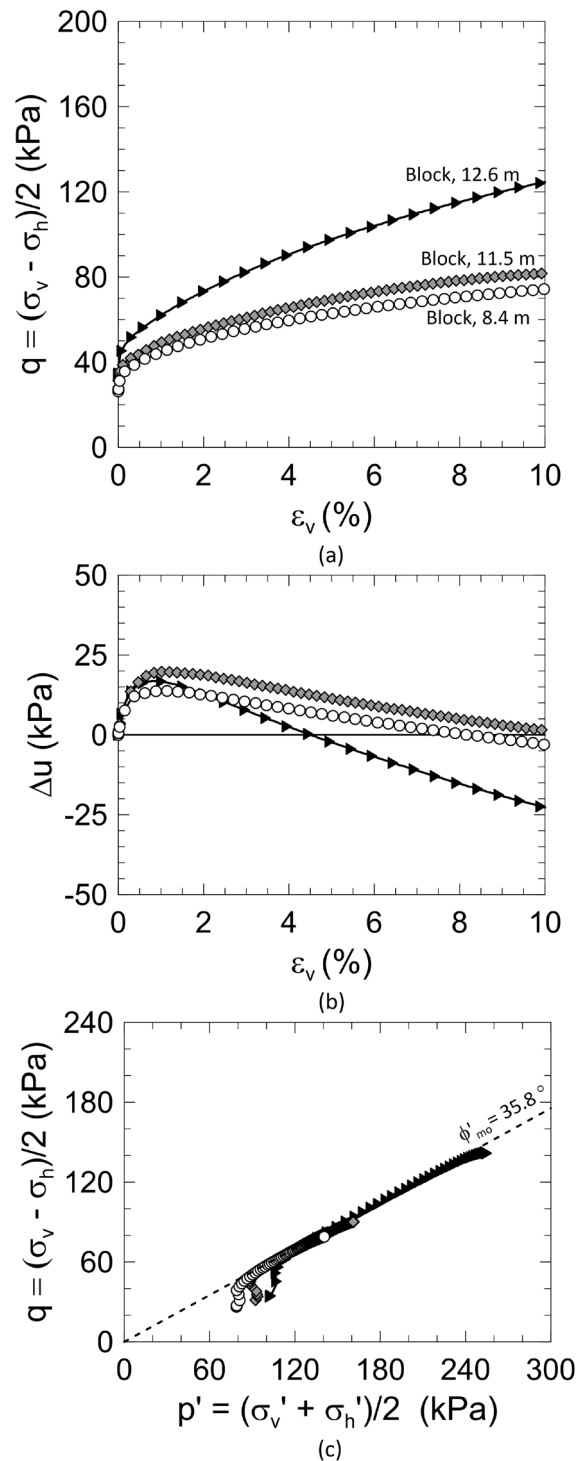 200
160
120
80
40
0
q = (σv - σh)/2 (kPa)
Block, 12.6 m
Block, 11.5 m
Block, 8.4 m
0 2 4 6 8 10
εv (%)
(a)
50
25
0
-25
-50
Δu (kPa)
0 2 4 6 8 10
εv (%)
(b)
240
180
120
60
0
q = (σv - σh)/2 (kPa)
ϕ'mo = 35.8 °
0 60 120 180 240 300
p' = (σv' + σh')/2 (kPa)
(c)